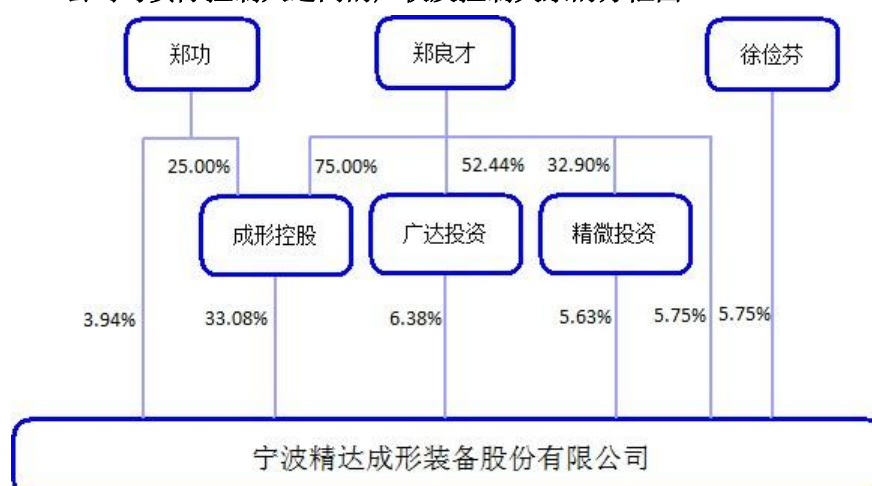 郑功
郑良才
徐俭芬
25.00%
75.00%
52.44%
32.90%
成形控股
广达投资
精微投资
3.94%
33.08%
6.38%
5.63%
5.75%
5.75%
宁波精达成形装备股份有限公司